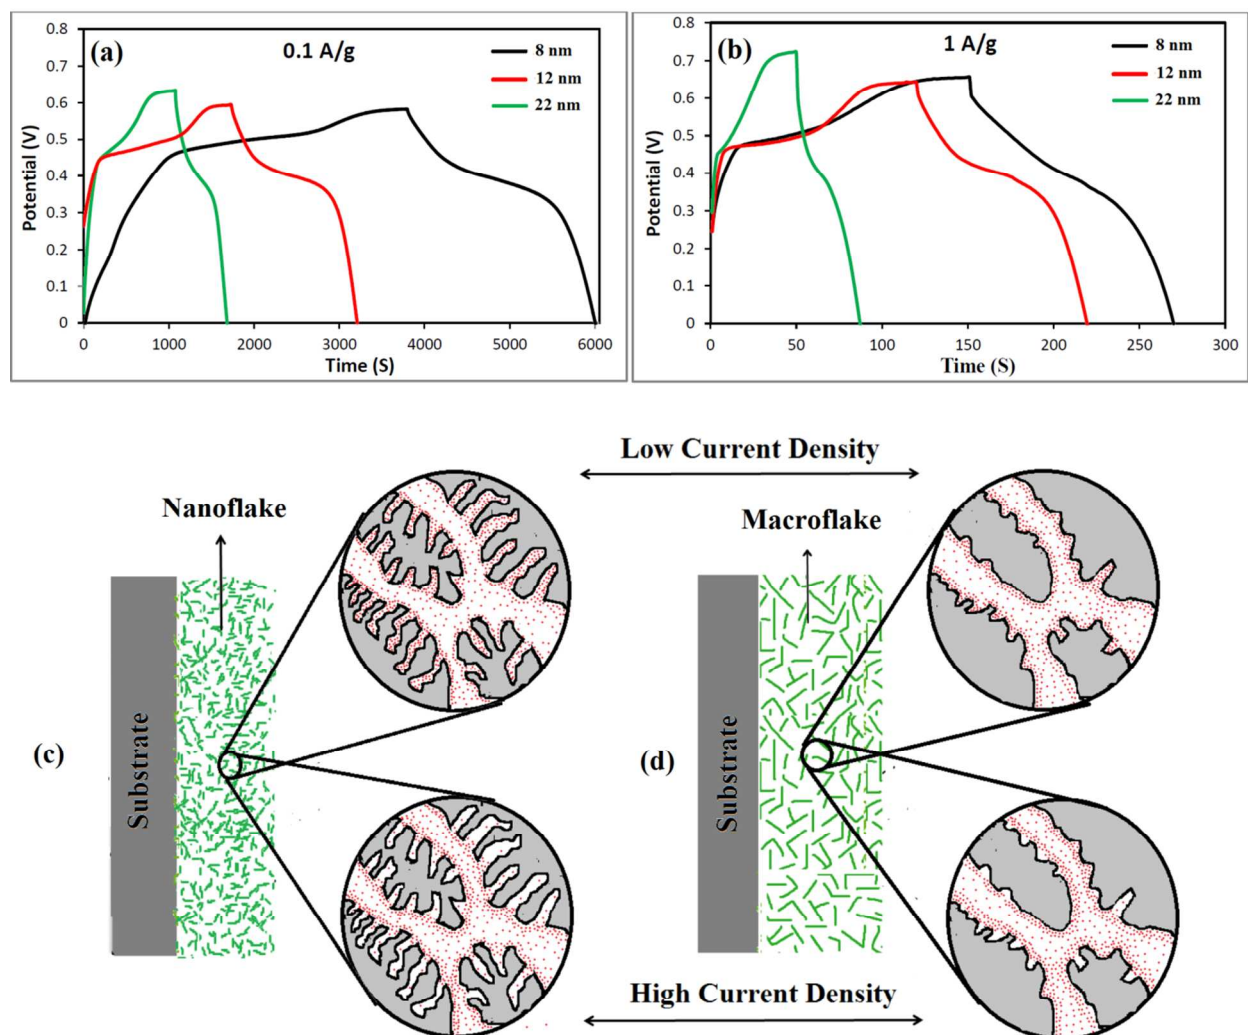 (a)
0.1 A/g
8 nm
12 nm
22 nm
Potential (V)
0.8
0.7
0.6
0.5
0.4
0.3
0.2
0.1
0
0 1000 2000 3000 4000 5000 6000
Time (S)
(b)
1 A/g
8 nm
12 nm
22 nm
Potential (V)
0.8
0.7
0.6
0.5
0.4
0.3
0.2
0.1
0
0 50 100 150 200 250 300
Time (S)
Low Current Density
Nanoflake
Macroflake
Substrate
Substrate
(c)
(d)
High Current Density